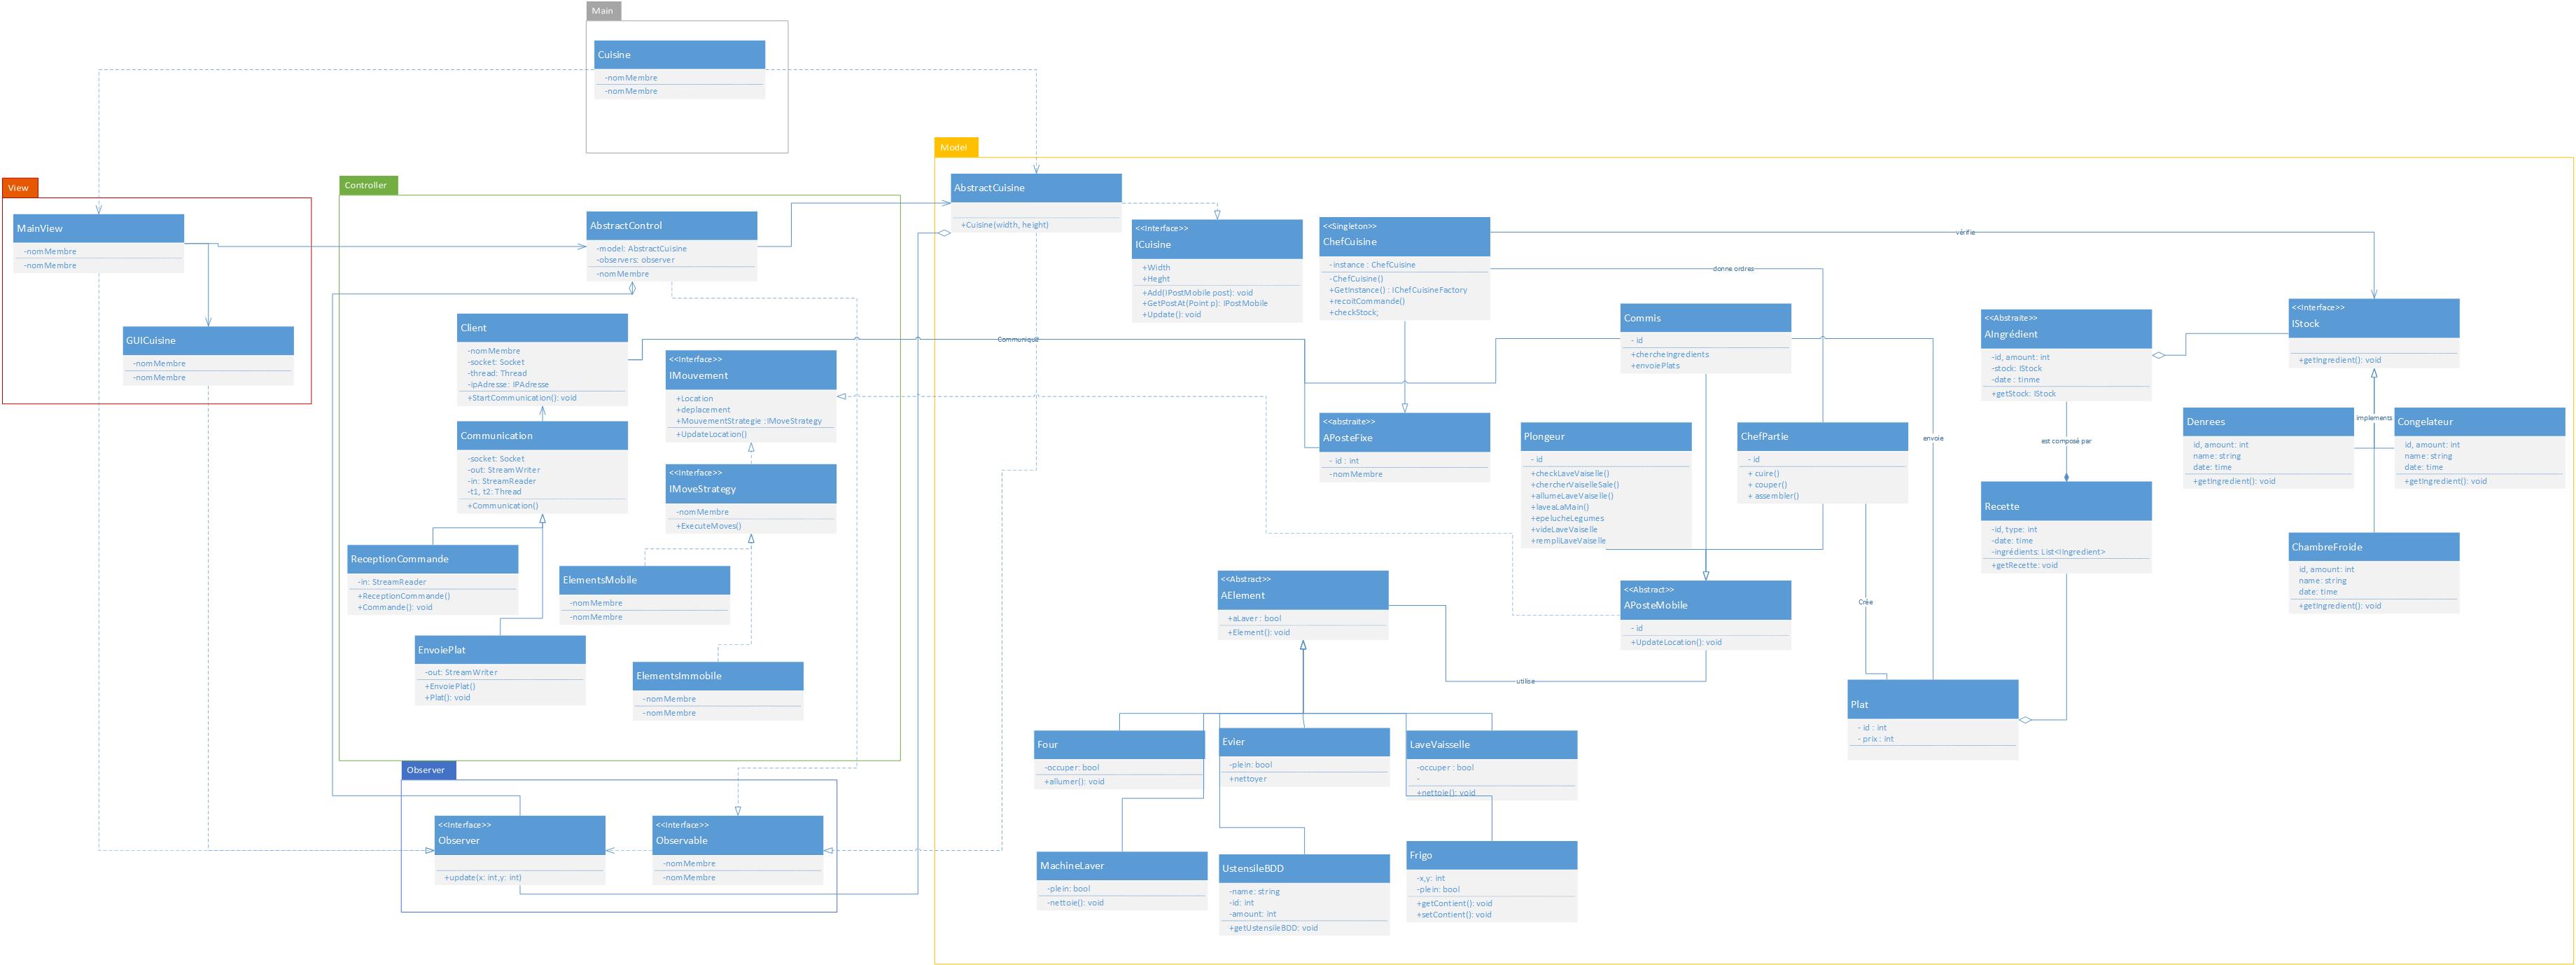 Main
Cuisine
-nomMembre
-nomMembre
View
MainView
-nomMembre
-nomMembre
GUICuisine
-nomMembre
-nomMembre
Controller
AbstractControl
-model: AbstractCuisine
-observers: observer
-nomMembre
Client
-nomMembre
-socket: Socket
-thread: Thread
-ipAdresse: IPAdresse
+StartCommunication(): void
<<Interface>>
IMouvement
+Location
+deplacement
+MouvementStrategie :IMoveStrategy
+UpdateLocation()
Communication
-socket: Socket
-out: StreamWriter
-in: StreamReader
-t1, t2: Thread
+Communication()
<<Interface>>
IMoveStrategy
-nomMembre
+ExecuteMoves()
ReceptionCommande
-in: StreamReader
+ReceptionCommande()
+Commande(): void
ElementsMobile
-nomMembre
-nomMembre
EnvoiePlat
-out: StreamWriter
+EnvoiePlat()
+Plat(): void
ElementsImmobile
-nomMembre
-nomMembre
Observer
<<Interface>>
Observer
+update(x: int,y: int)
<<Interface>>
Observable
-nomMembre
-nomMembre
Model
AbstractCuisine
+Cuisine(width, height)
<<Interface>>
ICuisine
+Width
+Heght
+Add(IPostMobile post): void
+GetPostAt(Point p): IPostMobile
+Update(): void
<<Singleton>>
ChefCuisine
-instance : ChefCuisine
-ChefCuisine()
+GetInstance() : IChefCuisineFactory
+recoitCommande()
+checkStock;
vérifie
donne ordres
Communique
Commis
- id
+chercheIngredients
+envoiePlats
<<abstraite>>
APosteFixe
- id : int
-nomMembre
Plongeur
- id
+checkLaveVaiselle()
+chercherVaiselleSale()
+allumeLaveVaiselle()
+laveaLaMain()
+epelucheLegumes
+videLaveVaiselle
+rempliLaveVaiselle
ChefPartie
- id
+ cuire()
+ couper()
+ assembler()
envoie
<<Abstraite>>
AIngrédient
-id, amount: int
-stock: IStock
-date : tinme
+getStock: IStock
<<Interface>>
IStock
+getIngredient(): void
Denrees
id, amount: int
name: string
date: time
+getIngredient(): void
implements
Congelateur
id, amount: int
name: string
date: time
+getIngredient(): void
est composé par
Recette
-id, type: int
-date: time
-ingrédients: List<IIngredient>
+getRecette: void
ChambreFroide
id, amount: int
name: string
date: time
+getIngredient(): void
<<Abstract>>
AElement
+aLaver : bool
+Element(): void
<<Abstract>>
APosteMobile
- id
+UpdateLocation(): void
Crée
utilise
Plat
- id : int
- prix : int
Four
-occuper: bool
+allumer(): void
Evier
-plein: bool
+nettoyer
LaveVaisselle
-occuper : bool
-
+nettoie(): void
MachineLaver
-plein: bool
-nettoie(): void
UstensileBDD
-name: string
-id: int
-amount: int
+getUstensileBDD: void
Frigo
-x,y: int
-plein: bool
+getContient(): void
+setContient(): void